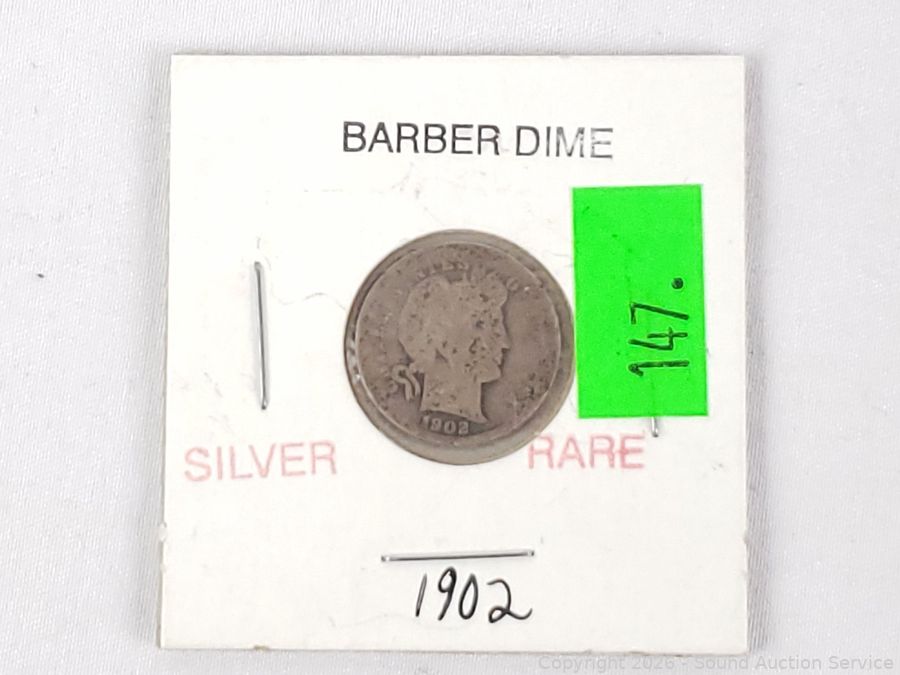 BARBER DIME
147.
1902
SILVER RARE
1902
Copyright 2026 - Sound Auction Service